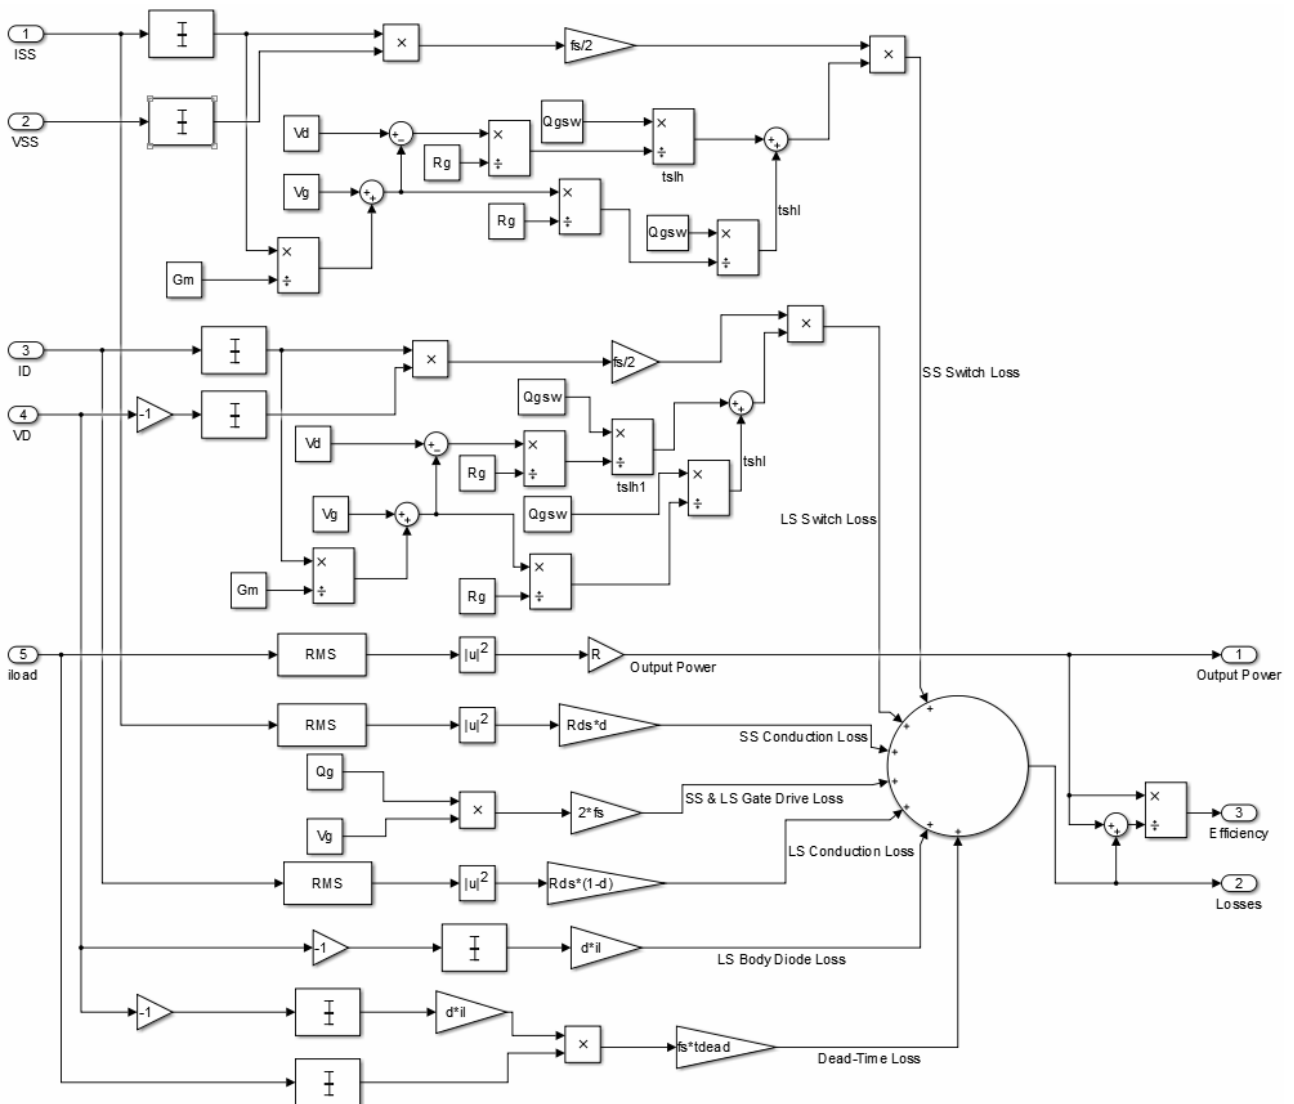 1
ISS
fs/2
×
×
2
VSS
Vd
+
−
×
÷
Qgsw
×
÷
tslh
+
+
Rg
Vg
+
+
×
÷
Rg
Qgsw
×
÷
tshl
×
÷
Gm
3
ID
×
fs/2
×
SS Switch Loss
4
VD
-1
Qgsw
×
÷
tslh1
+
+
Vd
+
−
×
÷
Rg
tshl
×
÷
Qgsw
LS Switch Loss
Vg
+
+
×
÷
Gm
×
÷
Rg
5
iload
RMS
|u|2
R
Output Power
1
Output Power
RMS
|u|2
Rds*d
SS Conduction Loss
+
+
+
+
+
+
+
Qg
Vg
×
2*fs
SS & LS Gate Drive Loss
×
÷
+
+
3
Efficiency
LS Conduction Loss
RMS
|u|2
Rds*(1-d)
2
Losses
-1
d*il
LS Body Diode Loss
-1
d*il
×
fs*tdead
Dead-Time Loss